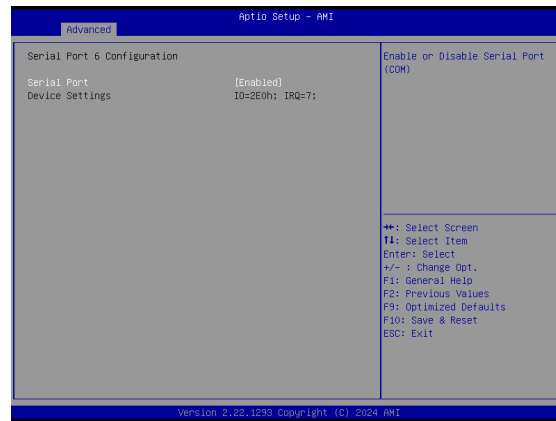 Aptio Setup - AMI
Advanced
Serial Port 6 Configuration
Serial Port [Enabled]
Device Settings IO=2E0h; IRQ=7;
Enable or Disable Serial Port
(COM)
→←: Select Screen
↑↓: Select Item
Enter: Select
+/- : Change Opt.
F1: General Help
F2: Previous Values
F9: Optimized Defaults
F10: Save & Reset
ESC: Exit
Version 2.22.1293 Copyright (C) 2024 AMI